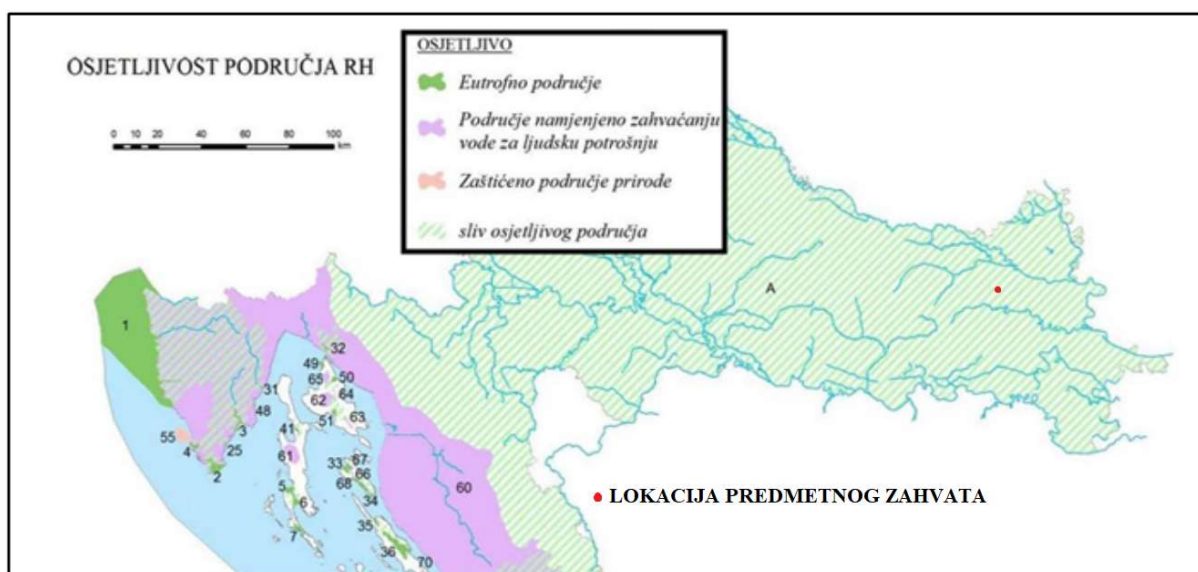 OSJETLJIVOST PODRUČJA RH
0 10 20 40 60 80 100
km
OSJETLJIVO
Eutrofno područje
Područje namjenjeno zahvaćanju
vode za ljudsku potrošnju
Zaštićeno područje prirode
sliv osjetljivog područja
A
1
32
49
50
65
31
64
62
51
63
48
3
41
55
4
25
61
2
33
67
66
68
5
6
34
60
LOKACIJA PREDMETNOG ZAHVATA
35
7
36
70